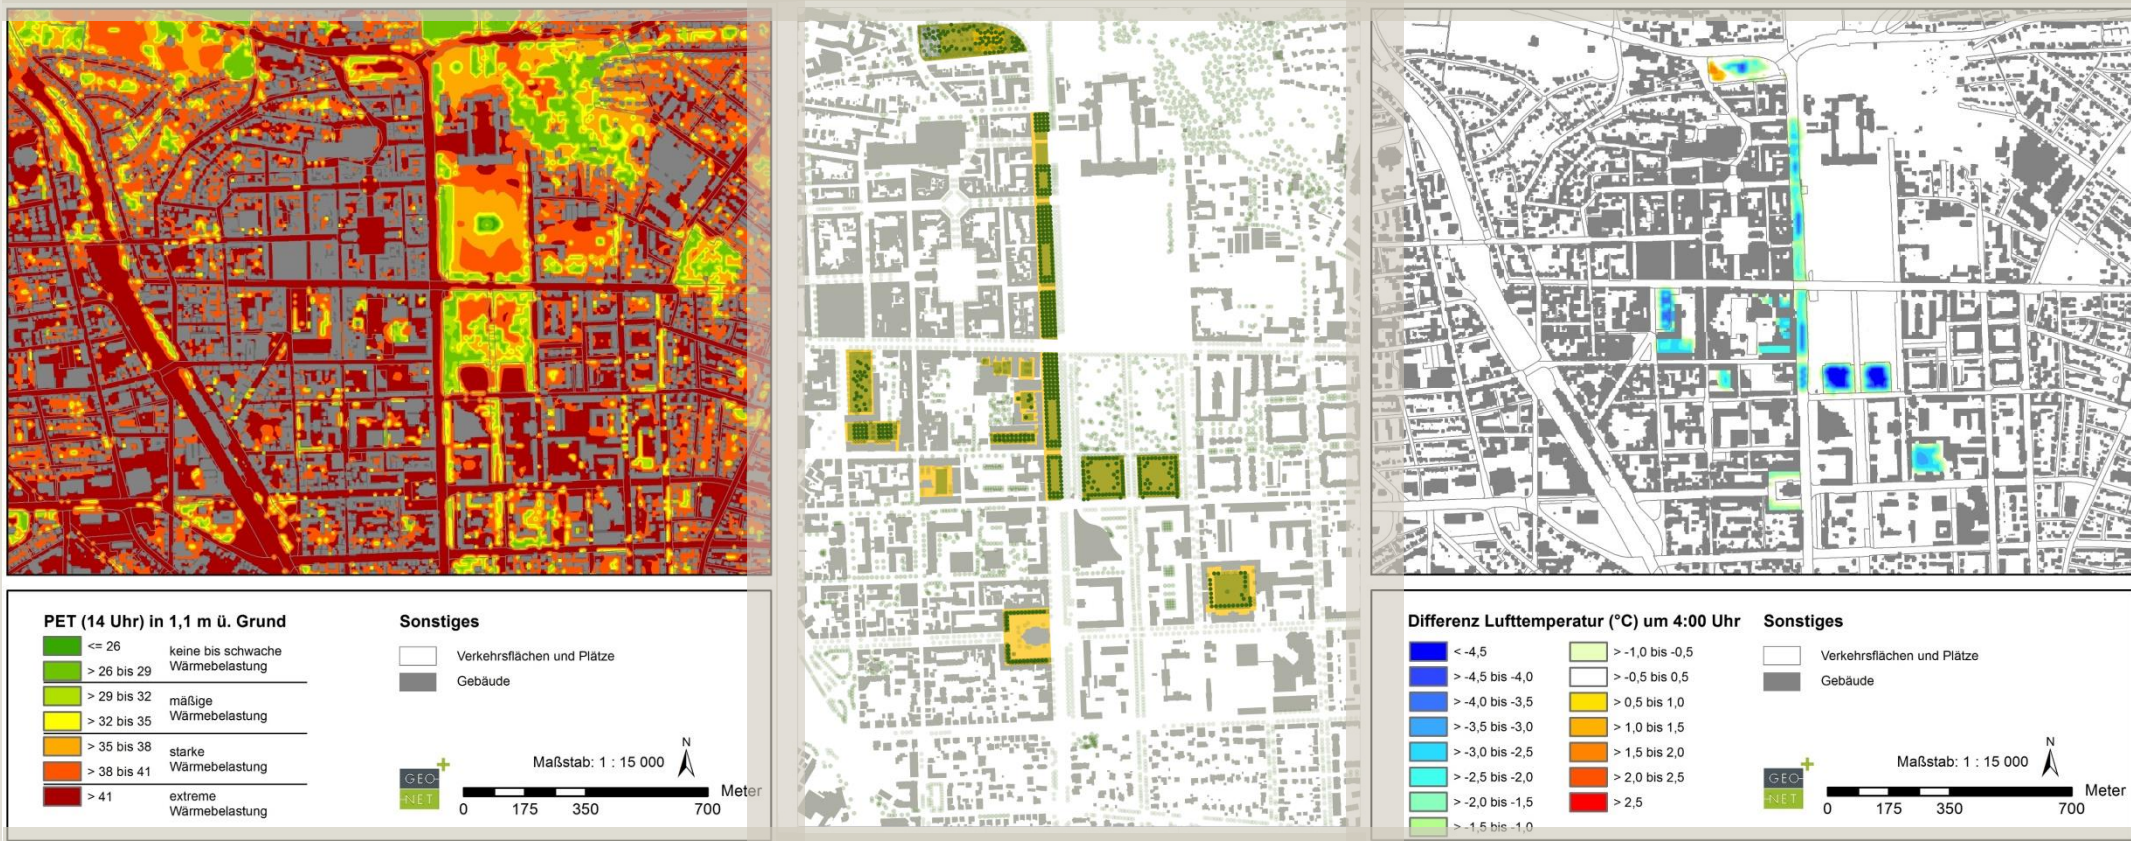 PET (14 Uhr) in 1,1 m ü. Grund
<= 26
> 26 bis 29
keine bis schwache
Wärmebelastung
> 29 bis 32
> 32 bis 35
mäßige
Wärmebelastung
> 35 bis 38
> 38 bis 41
starke
Wärmebelastung
> 41
extreme
Wärmebelastung
Sonstiges
Verkehrsflächen und Plätze
Gebäude
GEO-
NET
Maßstab: 1 : 15 000
N
0 175 350 700 Meter
Differenz Lufttemperatur (°C) um 4:00 Uhr
< -4,5
> -4,5 bis -4,0
> -4,0 bis -3,5
> -3,5 bis -3,0
> -3,0 bis -2,5
> -2,5 bis -2,0
> -2,0 bis -1,5
> -1,5 bis -1,0
> -1,0 bis -0,5
> -0,5 bis 0,5
> 0,5 bis 1,0
> 1,0 bis 1,5
> 1,5 bis 2,0
> 2,0 bis 2,5
> 2,5
Sonstiges
Verkehrsflächen und Plätze
Gebäude
GEO-
NET
Maßstab: 1 : 15 000
N
0 175 350 700 Meter